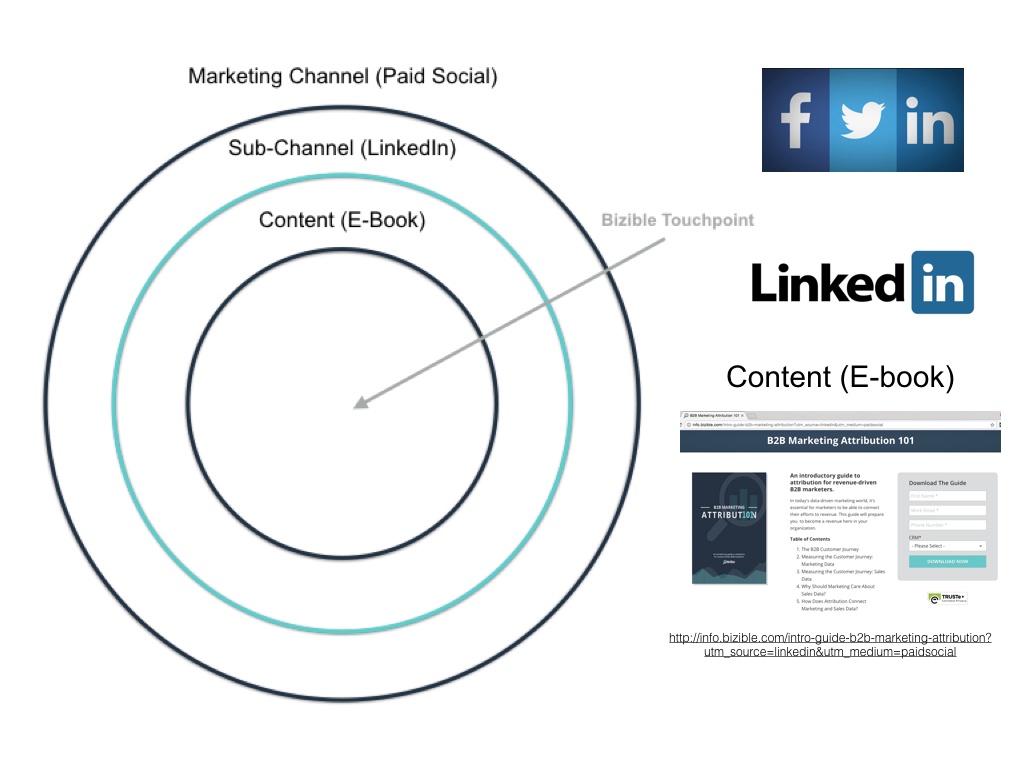 Marketing Channel (Paid Social)
Sub-Channel (LinkedIn)
Content (E-Book)
Bizible Touchpoint
f
in
Linked in
Content (E-book)
B2B Marketing Attribution 101
info.bizible.com/intro-guide-b2b-marketing-attribution?utm_source=linkedin&utm_medium=paidsocial
B2B Marketing Attribution 101
B2B MARKETING
ATTRIBUTION
101
An introductory guide to
attribution for revenue-driven
B2B marketers.
In today's data-driven marketing world, it's
essential for marketers to be able to connect
their efforts to revenue. This guide will prepare
you to become a revenue hero in your
organization.
Table of Contents
1. The B2B Customer Journey
2. Measuring the Customer Journey:
Marketing Data
3. Measuring the Customer Journey: Sales
Data
4. Why Should Marketing Care About
Sales Data?
5. How Does Attribution Connect
Marketing and Sales Data?
Download The Guide
First Name *
Work Email *
Phone Number *
CRM*
- Please Select -
DOWNLOAD NOW
TRUSTe
http://info.bizible.com/intro-guide-b2b-marketing-attribution?
utm_source=linkedin&utm_medium=paidsocial